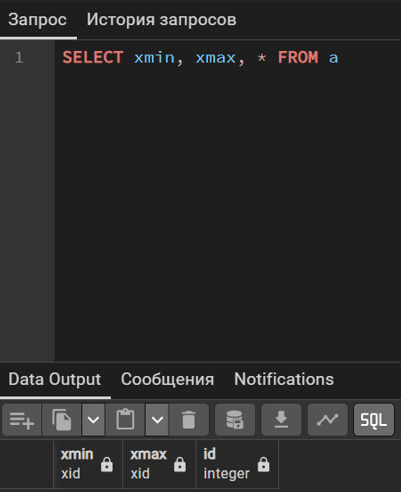 Запрос История запросов
1 SELECT xmin, xmax, * FROM a
Data Output Сообщения Notifications
SQL
xmin xmax id
xid xid integer